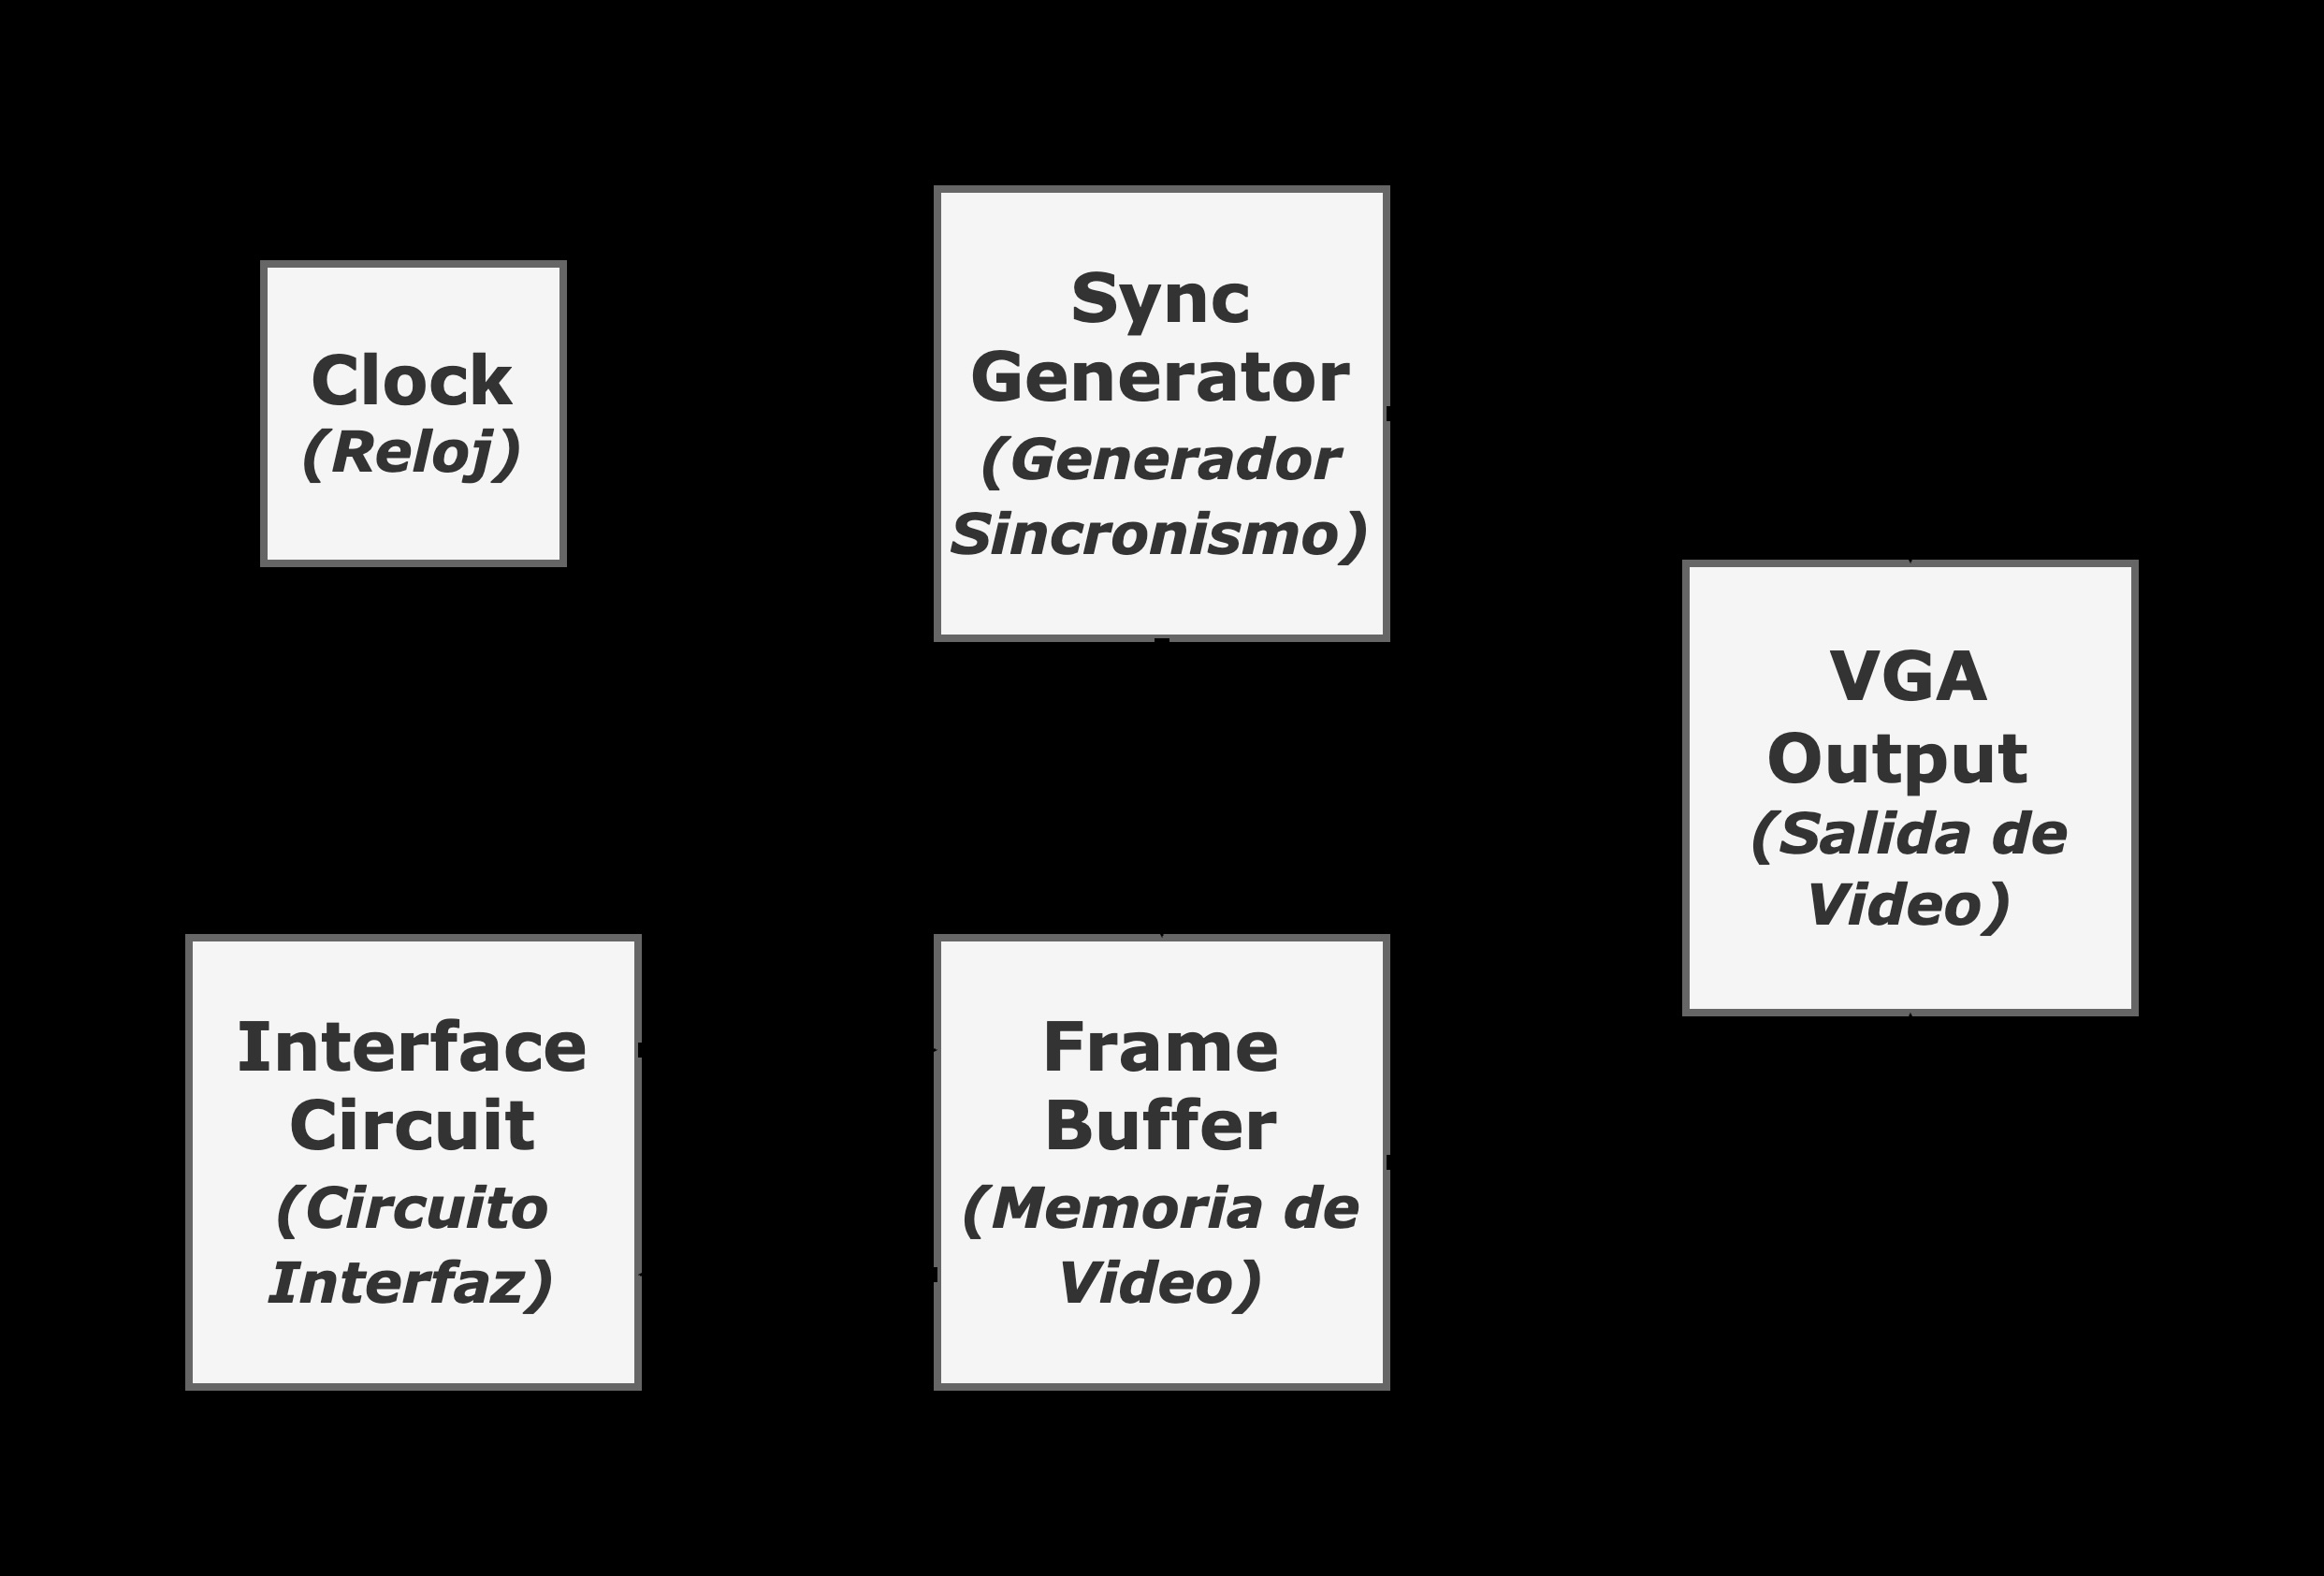 Clock
(Reloj)
Sync
Generator
(Generador
Sincronismo)
VGA
Output
(Salida de
Video)
Interface
Circuit
(Circuito
Interfaz)
Frame
Buffer
(Memoria de
Video)